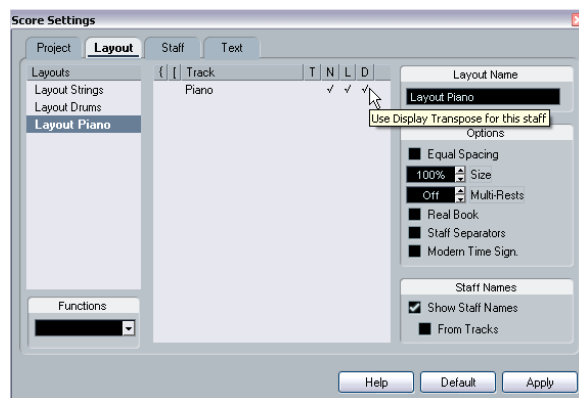 Score Settings
Project Layout Staff Text
Layouts
Layout Strings
Layout Drums
Layout Piano
Functions
{ [ Track T N L D
Piano √ √ √
Use Display Transpose for this staff
Layout Name
Layout Piano
Options
Equal Spacing
100% Size
Off Multi-Rests
Real Book
Staff Separators
Modern Time Sign.
Staff Names
Show Staff Names
From Tracks
Help Default Apply